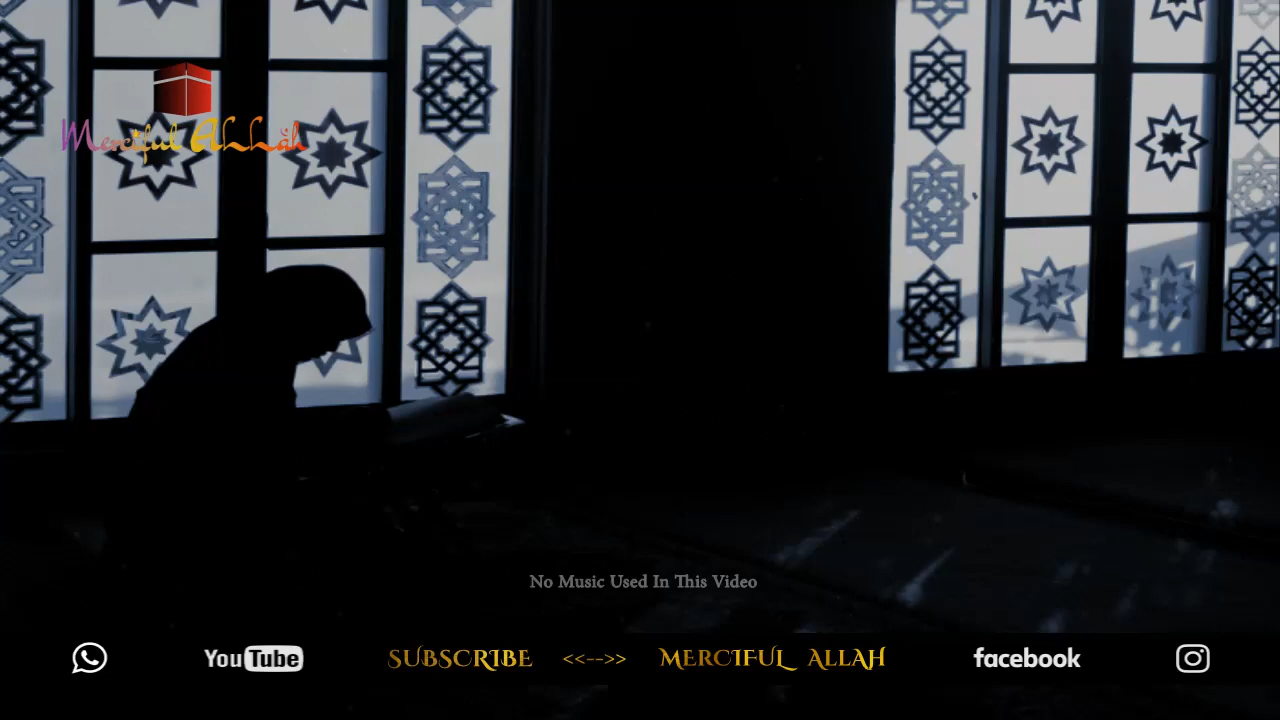 Merciful ALLah
No Music Used In This Video
YouTube SUBSCRIBE <<-->> MERCIFUL ALLAH facebook